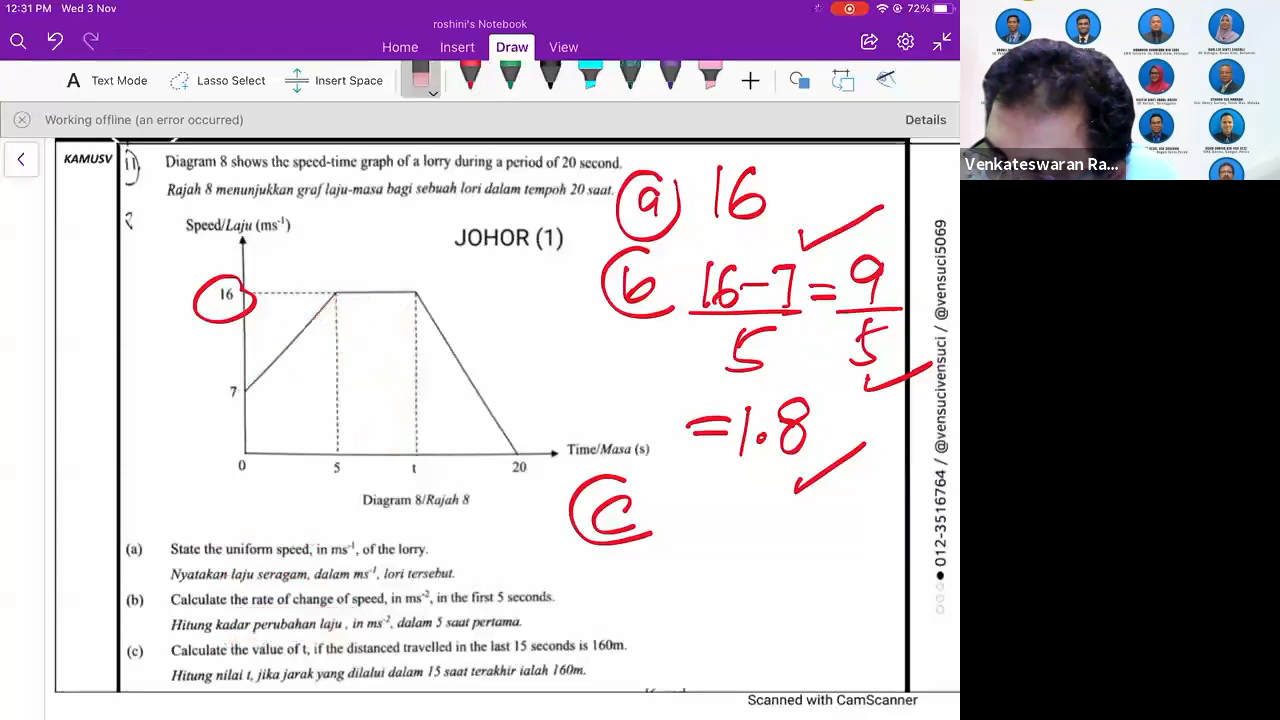 12:31 PM Wed 3 Nov
72%
roshini's Notebook
Home Insert Draw View
Text Mode
Lasso Select
Insert Space
Working offline (an error occurred)
Details
KAMUSV
11)
Diagram 8 shows the speed-time graph of a lorry during a period of 20 second.
Rajah 8 menunjukkan graf laju-masa bagi sebuah lori dalam tempoh 20 saat.
Speed/Laju (ms⁻¹)
JOHOR (1)
16
7
0
5
t
20
Time/Masa (s)
Diagram 8/Rajah 8
(a) State the uniform speed, in ms⁻¹, of the lorry.
Nyatakan laju seragam, dalam ms⁻¹, lori tersebut.
(b) Calculate the rate of change of speed, in ms⁻², in the first 5 seconds.
Hitung kadar perubahan laju , in ms⁻², dalam 5 saat pertama.
(c) Calculate the value of t, if the distanced travelled in the last 15 seconds is 160m.
Hitung nilai t, jika jarak yang dilalui dalam 15 saat terakhir ialah 160m.
a 16
b 16-7 = 9
5 5
=1.8
c
012-3516764 / @vensucivensuci / @vensuci5069
Scanned with CamScanner
Venkateswaran Ra...